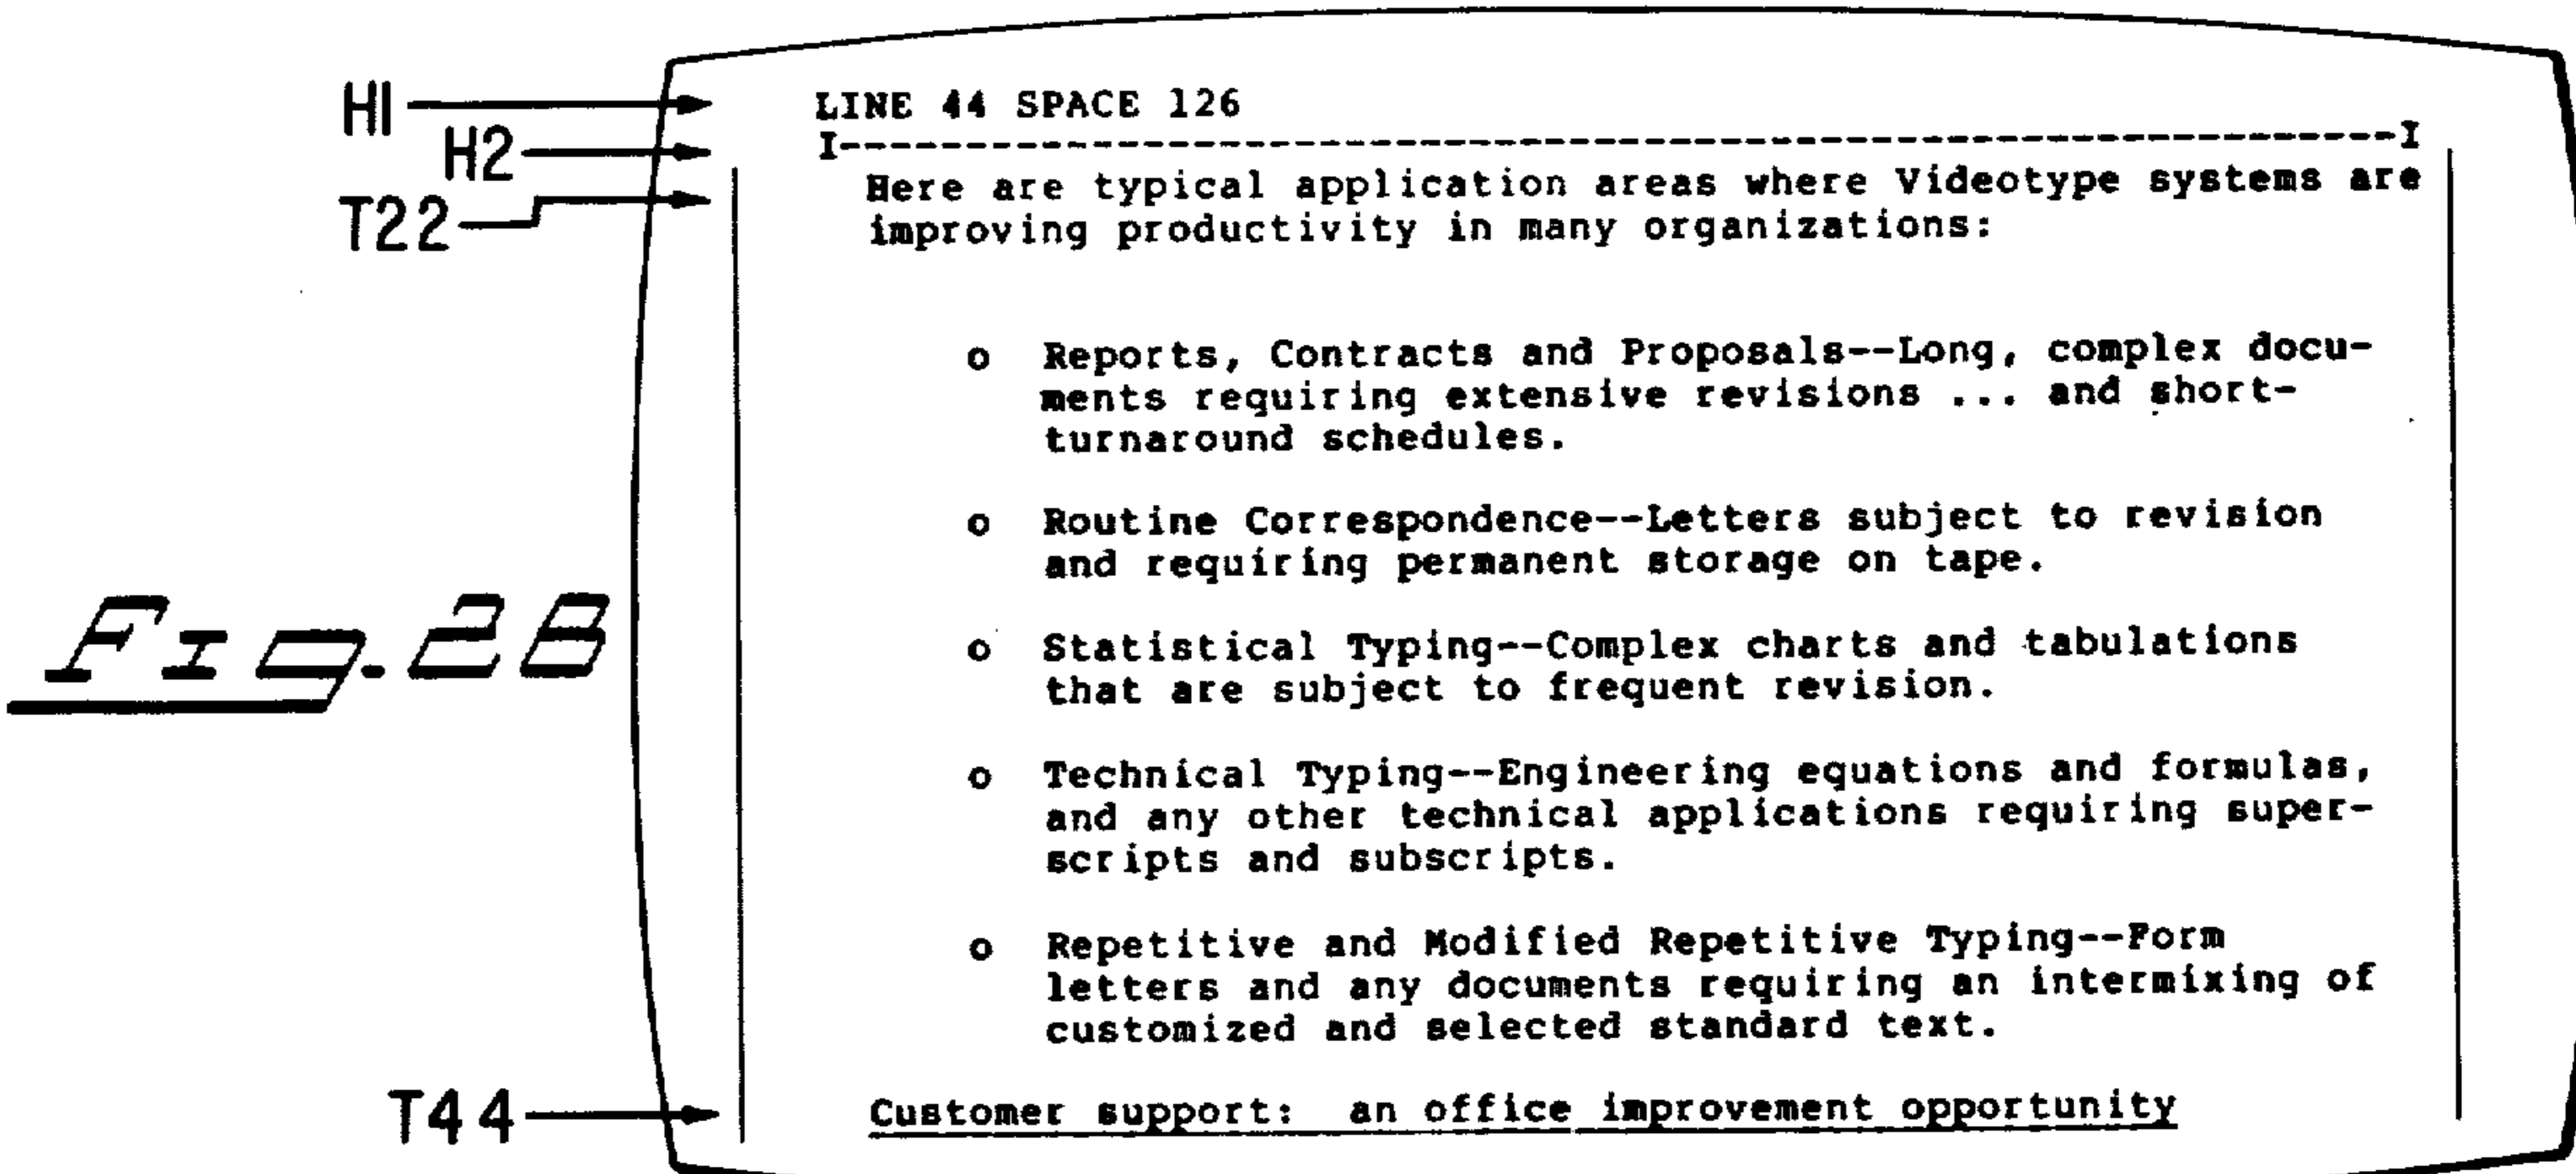 H1
LINE 44 SPACE 126
H2
I-------------------------------------------------------------I
T22
Here are typical application areas where Videotype systems are
improving productivity in many organizations:
o Reports, Contracts and Proposals--Long, complex docu-
ments requiring extensive revisions ... and short-
turnaround schedules.
o Routine Correspondence--Letters subject to revision
and requiring permanent storage on tape.
Fig. 2B
o Statistical Typing--Complex charts and tabulations
that are subject to frequent revision.
o Technical Typing--Engineering equations and formulas,
and any other technical applications requiring super-
scripts and subscripts.
o Repetitive and Modified Repetitive Typing--Form
letters and any documents requiring an intermixing of
customized and selected standard text.
T44
Customer support: an office improvement opportunity